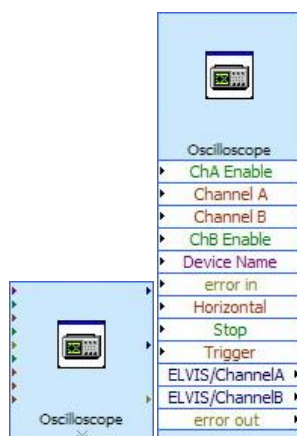 Oscilloscope
ChA Enable
Channel A
Channel B
ChB Enable
Device Name
error in
Horizontal
Stop
Trigger
ELVIS/ChannelA
ELVIS/ChannelB
error out
Oscilloscope